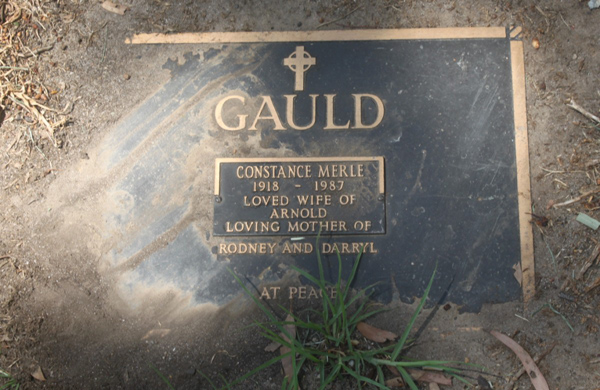 GAULD
CONSTANCE MERLE
1918 ~ 1987
LOVED WIFE OF
ARNOLD
LOVING MOTHER OF
RODNEY AND DARRYL
AT PEACE